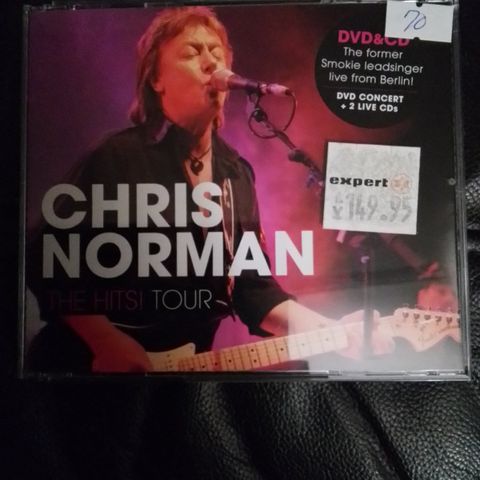 70
DVD&CD
The former
Smokie leadsinger
live from Berlin!
DVD CONCERT
+ 2 LIVE CDs
expert
149.95
CHRIS
NORMAN
THE HITS! TOUR